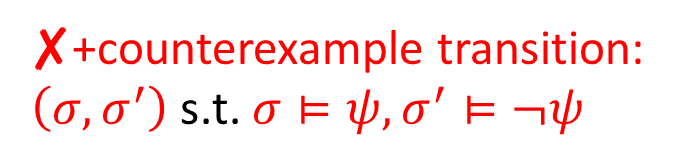 ✗+counterexample transition:
(σ, σ′) s.t. σ ⊨ ψ, σ′ ⊨ ¬ψ